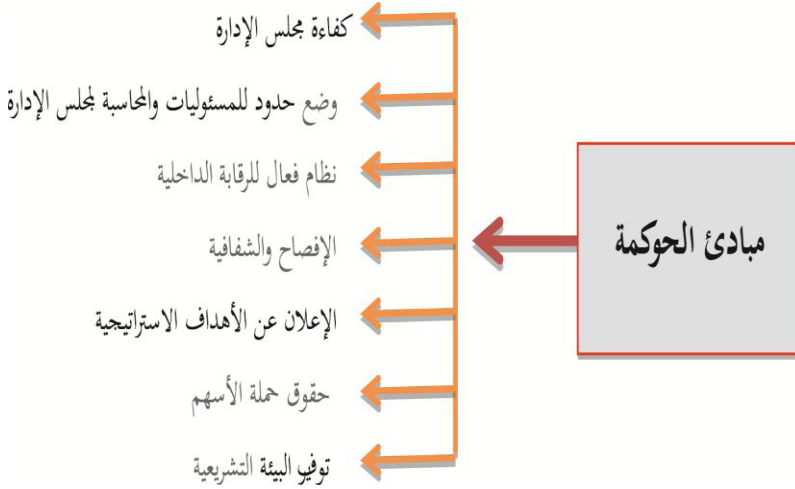 مبادئ الحوكمة
كفاءة مجلس الإدارة
وضع حدود للمسئوليات والمحاسبة لمجلس الإدارة
نظام فعال للرقابة الداخلية
الإفصاح والشفافية
الإعلان عن الأهداف الاستراتيجية
حقوق حملة الأسهم
توفير البيئة التشريعية